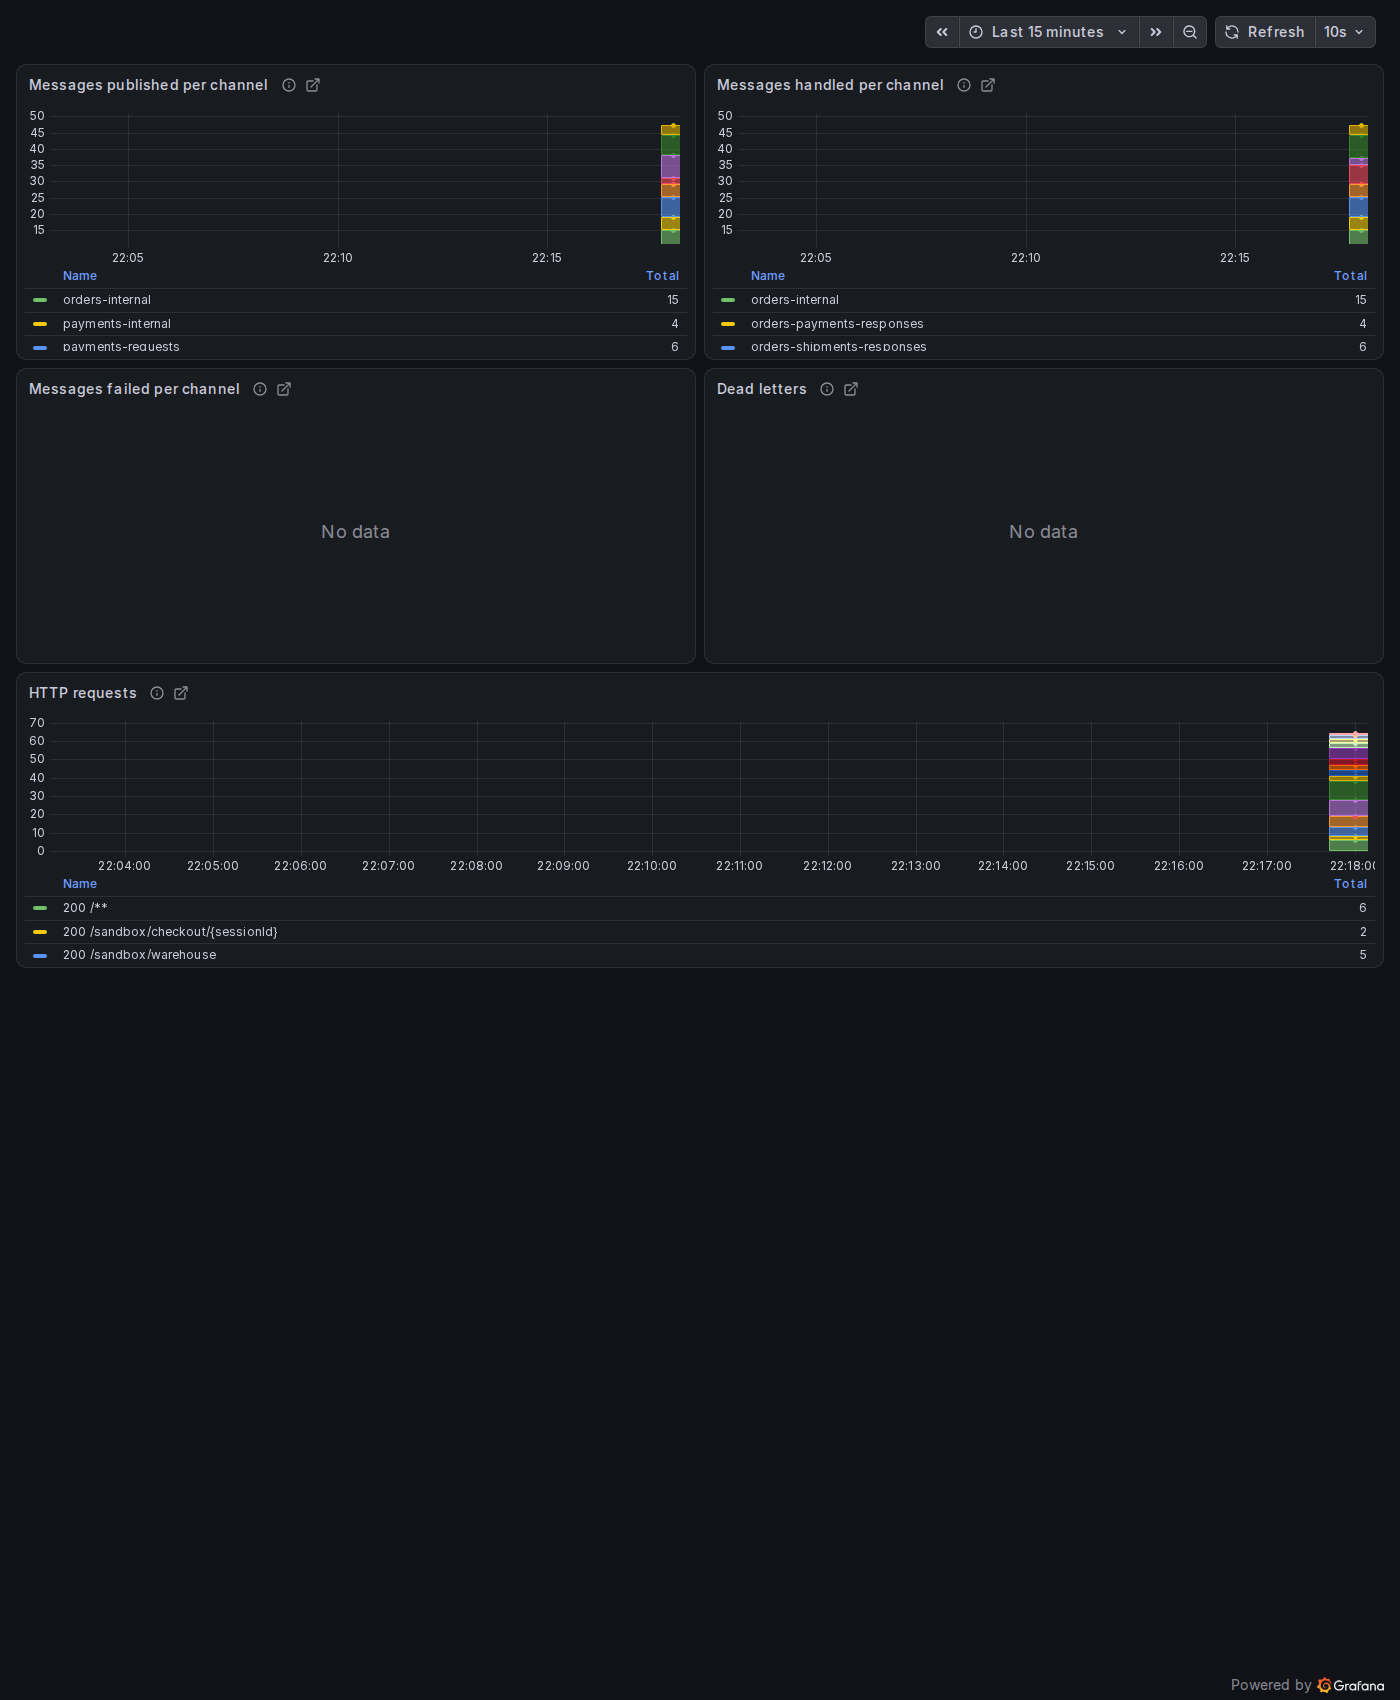 Last 15 minutes Refresh 10s
Messages published per channel
50
45
40
35
30
25
20
15
22:05 22:10 22:15
Name Total
orders-internal 15
payments-internal 4
payments-requests 6
Messages handled per channel
50
45
40
35
30
25
20
15
22:05 22:10 22:15
Name Total
orders-internal 15
orders-payments-responses 4
orders-shipments-responses 6
Messages failed per channel
No data
Dead letters
No data
HTTP requests
70
60
50
40
30
20
10
0
22:04:00 22:05:00 22:06:00 22:07:00 22:08:00 22:09:00 22:10:00 22:11:00 22:12:00 22:13:00 22:14:00 22:15:00 22:16:00 22:17:00 22:18:00
Name Total
200 /** 6
200 /sandbox/checkout/{sessionId} 2
200 /sandbox/warehouse 5
Powered by Grafana